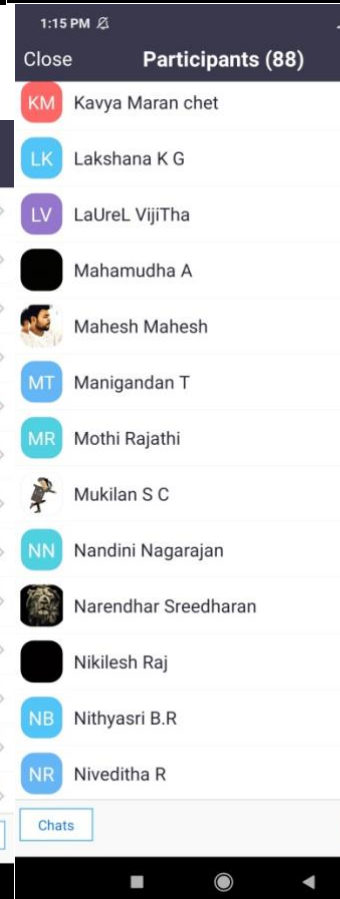 1:15 PM
Close Participants (88)
KM Kavya Maran chet
LK Lakshana K G
LV LaUreL VijiTha
Mahamudha A
Mahesh Mahesh
MT Manigandan T
MR Mothi Rajathi
Mukilan S C
NN Nandini Nagarajan
Narendhar Sreedharan
Nikilesh Raj
NB Nithyasri B.R
NR Niveditha R
Chats